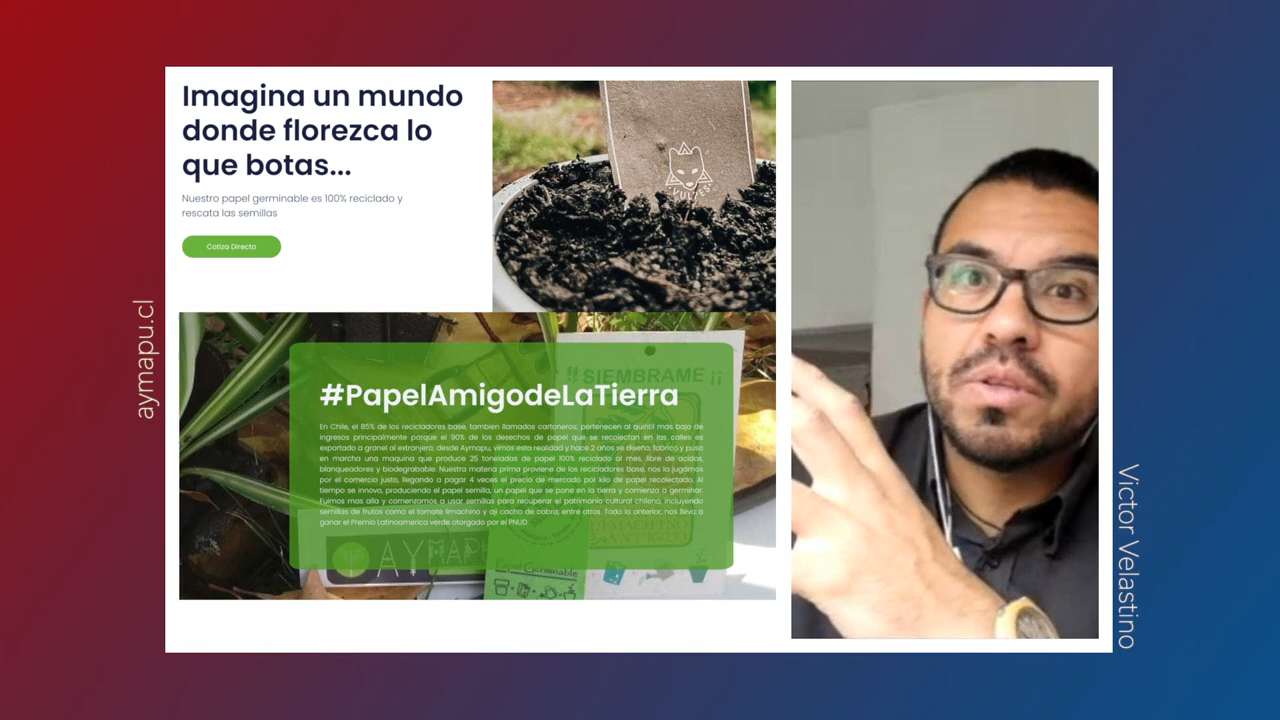 Imagina un mundo
donde florezca lo
que botas...
Nuestro papel germinable es 100% reciclado y
rescata las semillas
Cotiza Directo
VULPES
¡¡ SIEMBRAME ¡¡
#PapelAmigodeLaTierra
En Chile, el 85% de los recicladores base, tambien llamados cartoneros; pertenecen al quintil mas bajo de
ingresos principalmente porque el 90% de los desechos de papel que se recolectan en las calles es
exportado a granel al extranjero; desde Aymapu, vimos esta realidad y hace 2 años se diseño, fabrico y puso
en marcha una maquina que produce 25 toneladas de papel 100% reciclado al mes, libre de acidos,
blanqueadores y biodegrabable. Nuestra materia prima proviene de los recicladores base, nos la jugamos
por el comercio justo, llegando a pagar 4 veces el precio de mercado por kilo de papel recolectado. Al
tiempo se innovo, produciendo el papel semilla, un papel que se pone en la tierra y comienza a germinar.
Fuimos mas alla y comenzamos a usar semillas para recuperar el patrimonio cultural chileno, incluyendo
semillas de frutos como el tomate limachino y aji cacho de cabra, entre otros. Todo lo anterior, nos lleva a
ganar el Premio Latinoamerica verde otorgado por el PNUD
LIMACHINO
ANTIGUO
AYMAPU
Papel Germinable
aymapu.cl
Victor Velastino